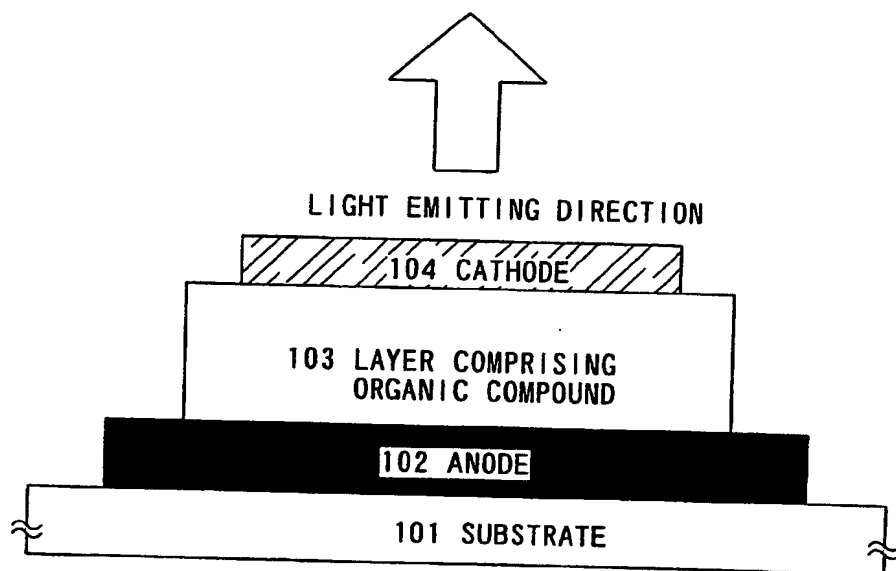 LIGHT EMITTING DIRECTION
104 CATHODE
103 LAYER COMPRISING
ORGANIC COMPOUND
102 ANODE
101 SUBSTRATE